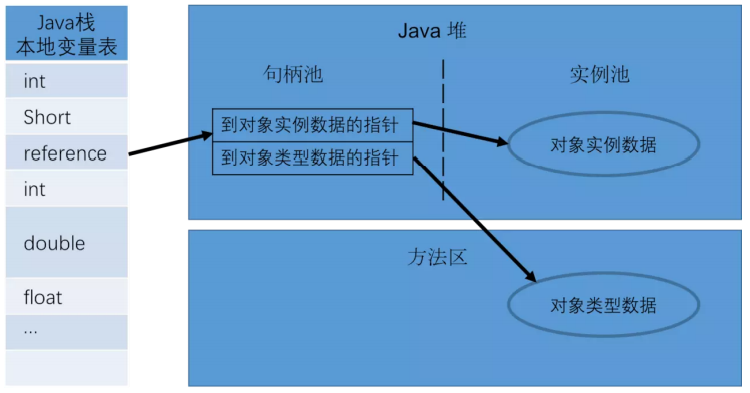 Java栈
本地变量表
int
Short
reference
int
double
float
...
Java 堆
句柄池
实例池
到对象实例数据的指针
到对象类型数据的指针
对象实例数据
方法区
对象类型数据